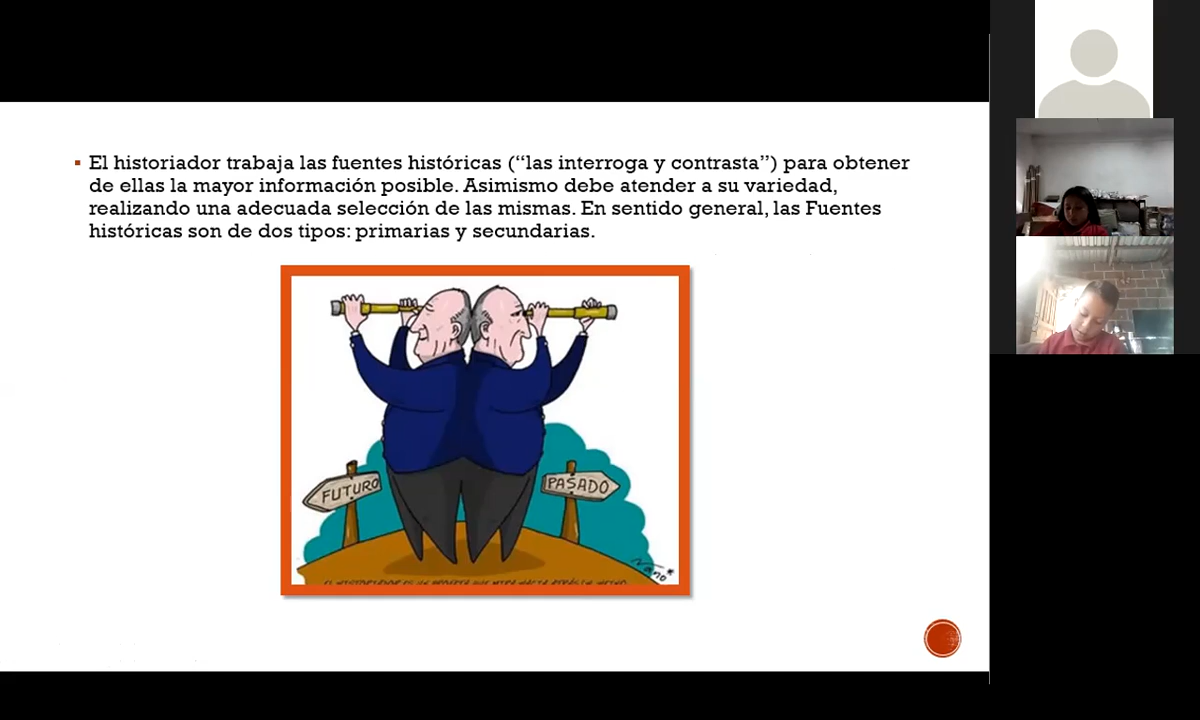 El historiador trabaja las fuentes históricas (“las interroga y contrasta”) para obtener
de ellas la mayor información posible. Asimismo debe atender a su variedad,
realizando una adecuada selección de las mismas. En sentido general, las Fuentes
históricas son de dos tipos: primarias y secundarias.
FUTURO
PASADO